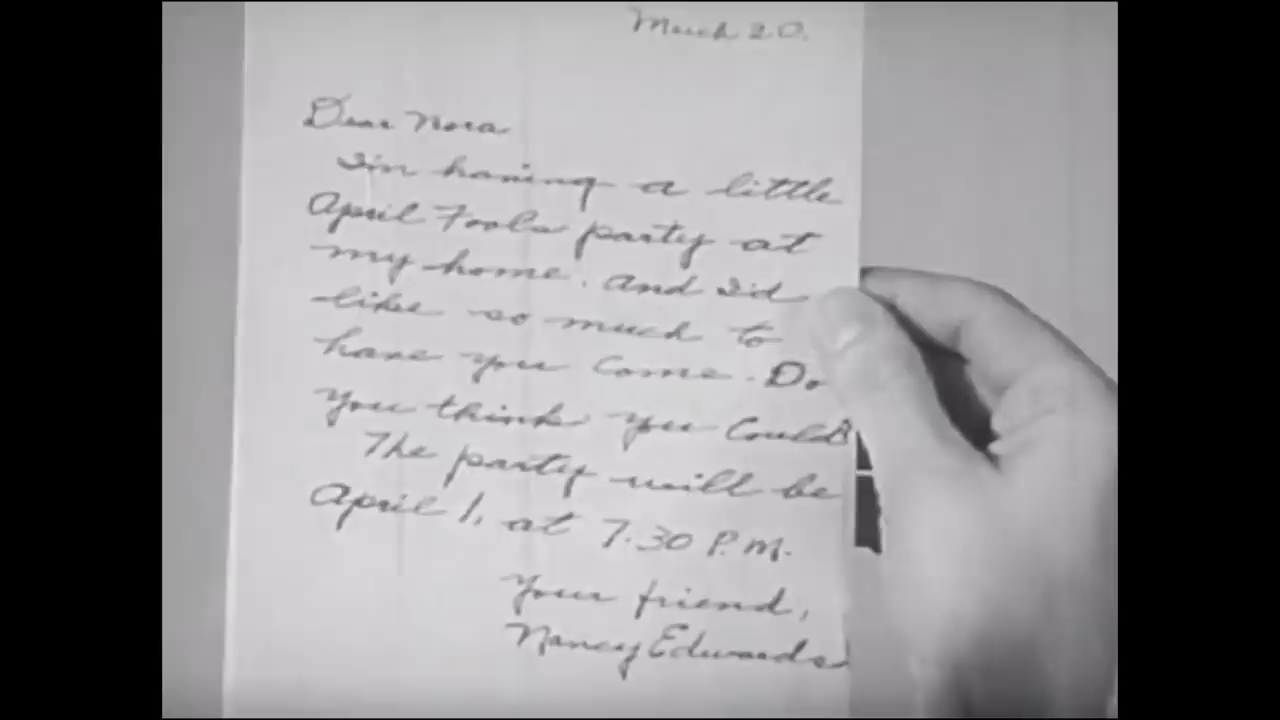 March 20.
Dear Nora
I'm having a little
April Fools party at
my home. And I'd
like so much to
have you come. Do
you think you could?
The party will be
April 1, at 7.30 P.M.
Your friend,
Nancy Edwards